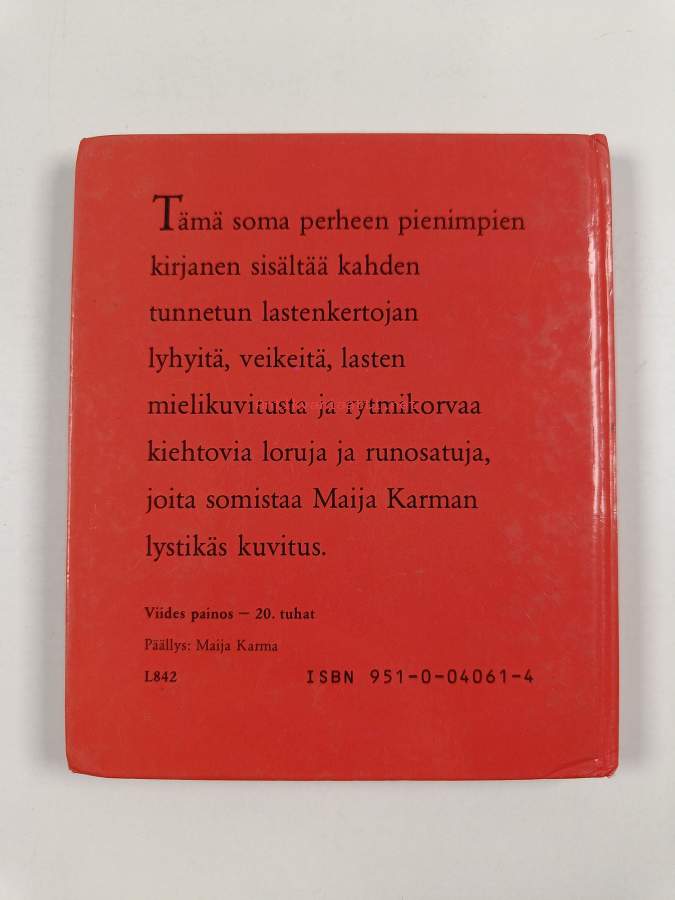 Tämä soma perheen pienimpien
kirjanen sisältää kahden
tunnetun lastenkertojan
lyhyitä, veikeitä, lasten
mielikuvitusta ja rytmikorvaa
kiehtovia loruja ja runosatuja,
joita somistaa Maija Karman
lystikäs kuvitus.
Viides painos — 20. tuhat
Päällys: Maija Karma
L842
ISBN 951-0-04061-4